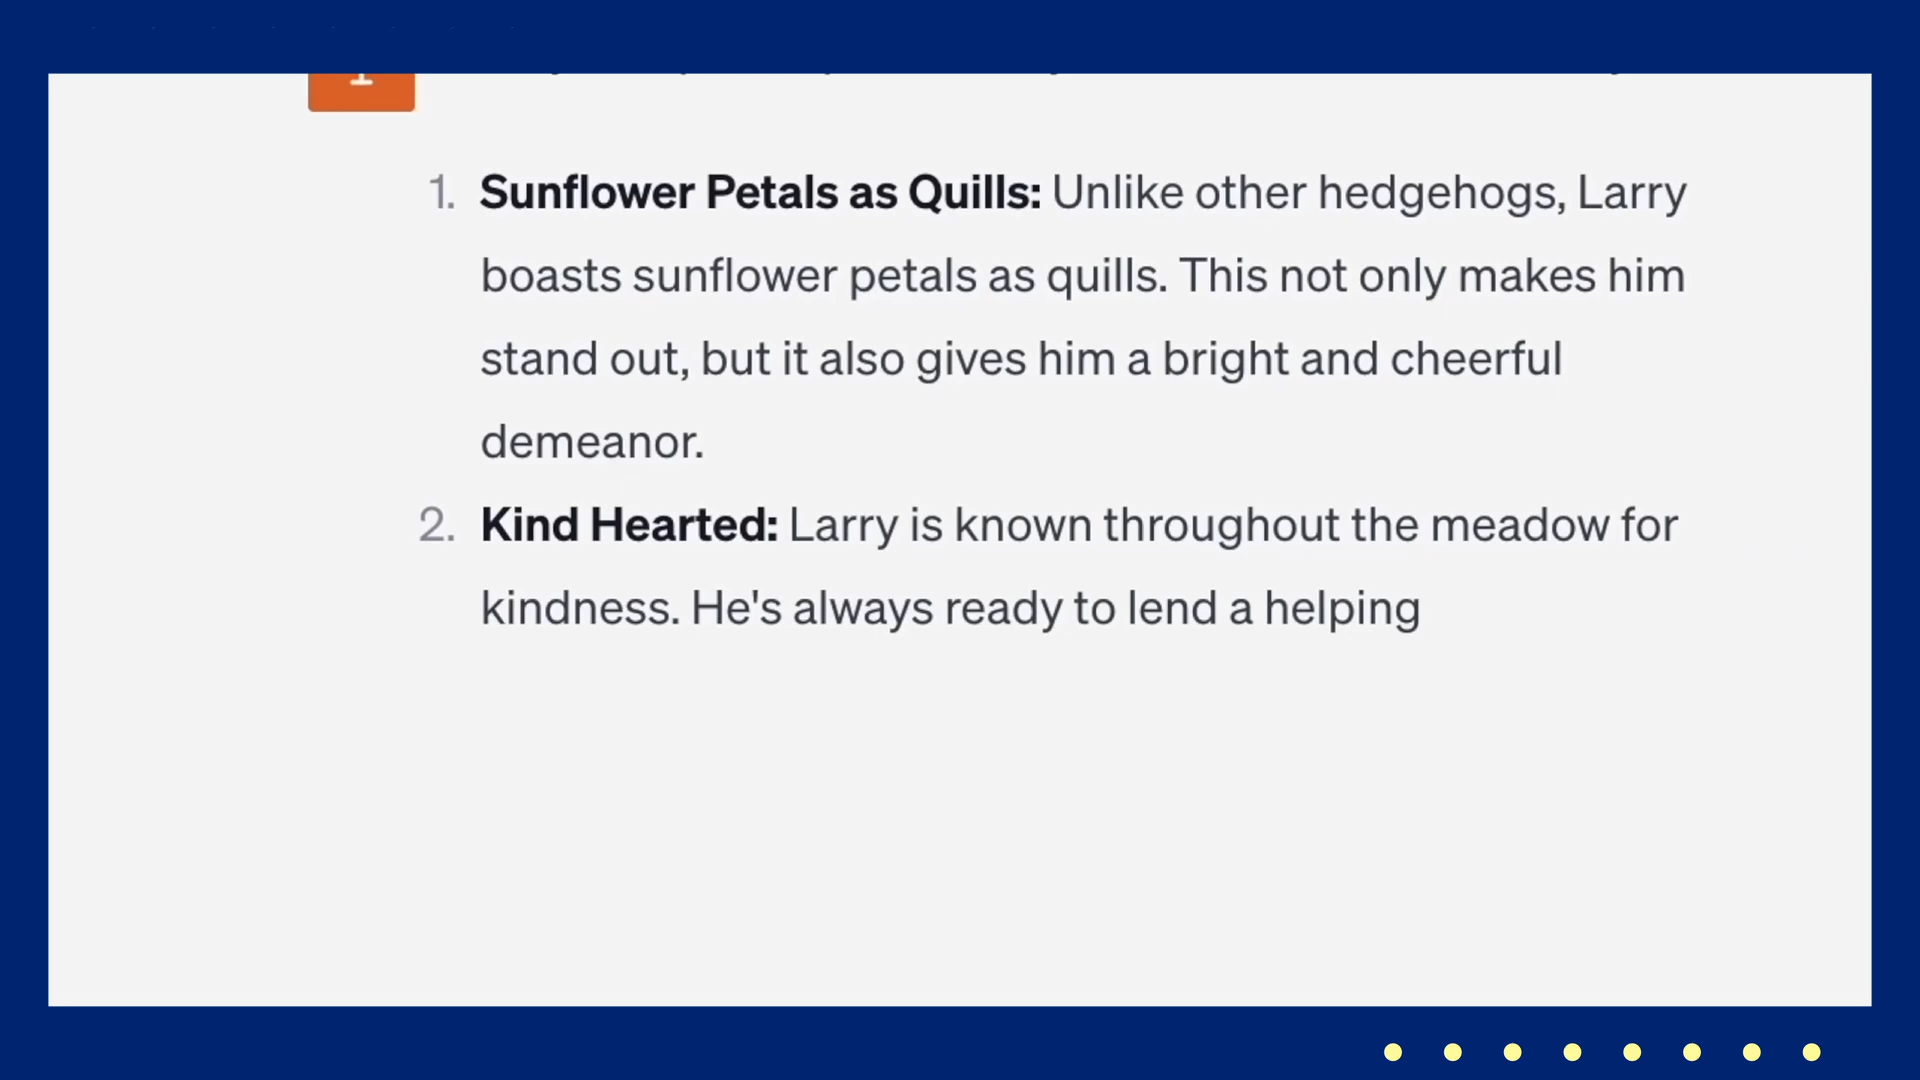 1. Sunflower Petals as Quills: Unlike other hedgehogs, Larry
boasts sunflower petals as quills. This not only makes him
stand out, but it also gives him a bright and cheerful
demeanor.
2. Kind Hearted: Larry is known throughout the meadow for
kindness. He's always ready to lend a helping